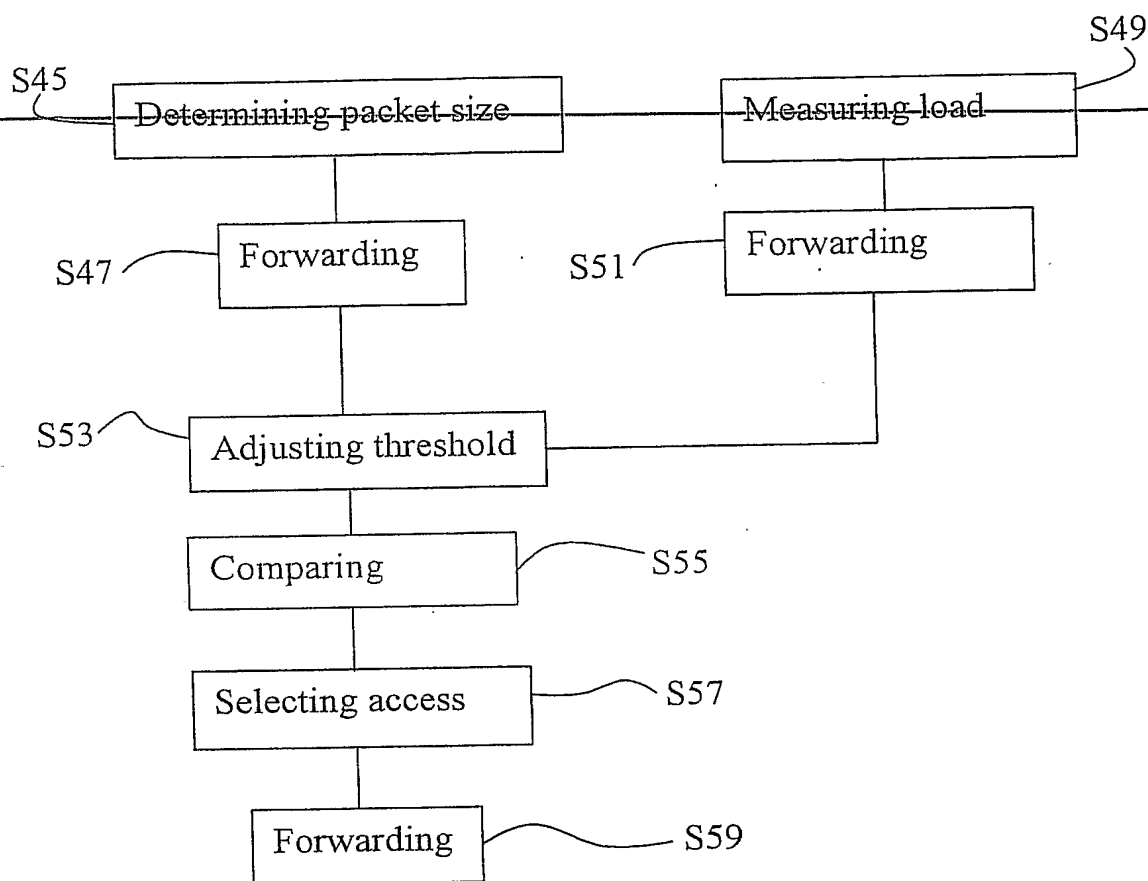 S49
S45
Determining packet size
Measuring load
S47
Forwarding
S51
Forwarding
S53
Adjusting threshold
Comparing
S55
Selecting access
S57
Forwarding
S59